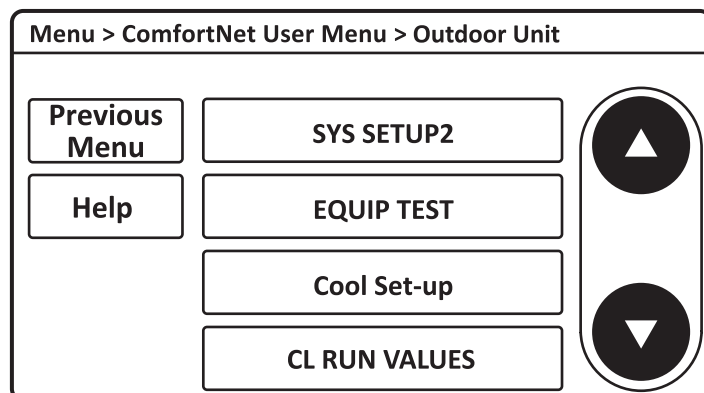 Menu > ComfortNet User Menu > Outdoor Unit
Previous
Menu
SYS SETUP2
Help
EQUIP TEST
Cool Set-up
CL RUN VALUES